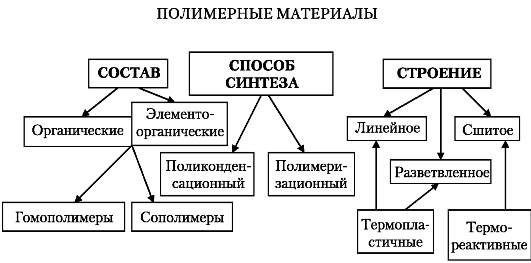 ПОЛИМЕРНЫЕ МАТЕРИАЛЫ
СОСТАВ
СПОСОБ
СИНТЕЗА
СТРОЕНИЕ
Органические
Элементо-
органические
Линейное
Сшитое
Поликонден-
сационный
Полимери-
зационный
Разветвленное
Гомополимеры
Сополимеры
Термопла-
стичные
Термо-
реактивные